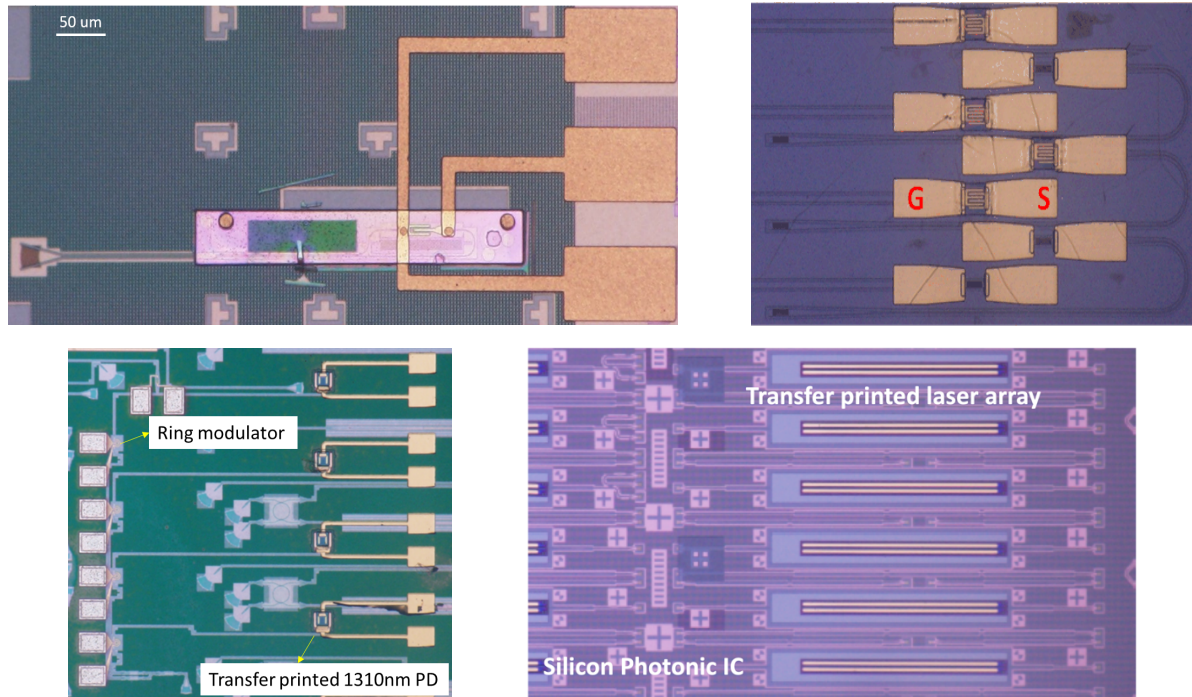 50 um
G S
Ring modulator
Transfer printed 1310nm PD
Transfer printed laser array
Silicon Photonic IC